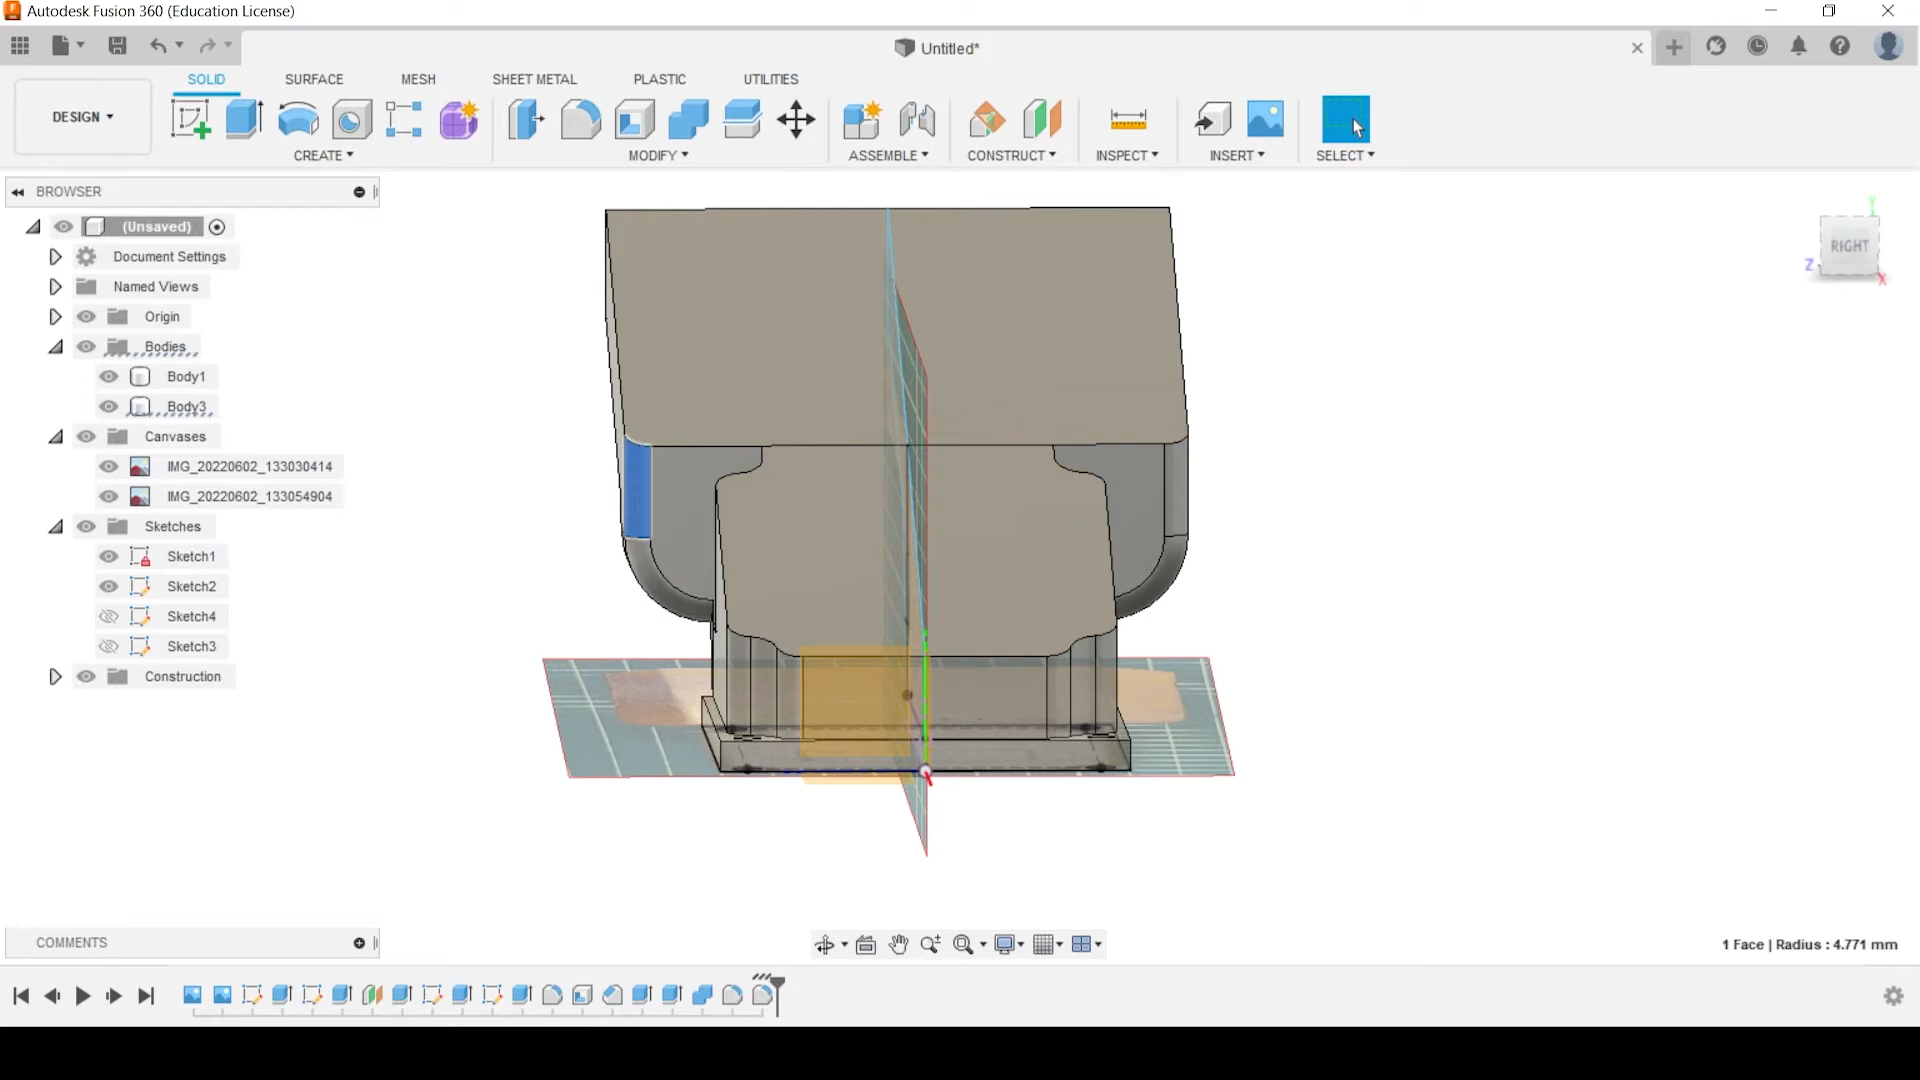 Autodesk Fusion 360 (Education License)
Untitled*
SOLID SURFACE MESH SHEET METAL PLASTIC UTILITIES
DESIGN
CREATE MODIFY ASSEMBLE CONSTRUCT INSPECT INSERT SELECT
BROWSER
(Unsaved)
Document Settings
Named Views
Origin
Bodies
Body1
Body3
Canvases
IMG_20220602_133030414
IMG_20220602_133054904
Sketches
Sketch1
Sketch2
Sketch4
Sketch3
Construction
Y
RIGHT
Z
X
COMMENTS
1 Face | Radius : 4.771 mm